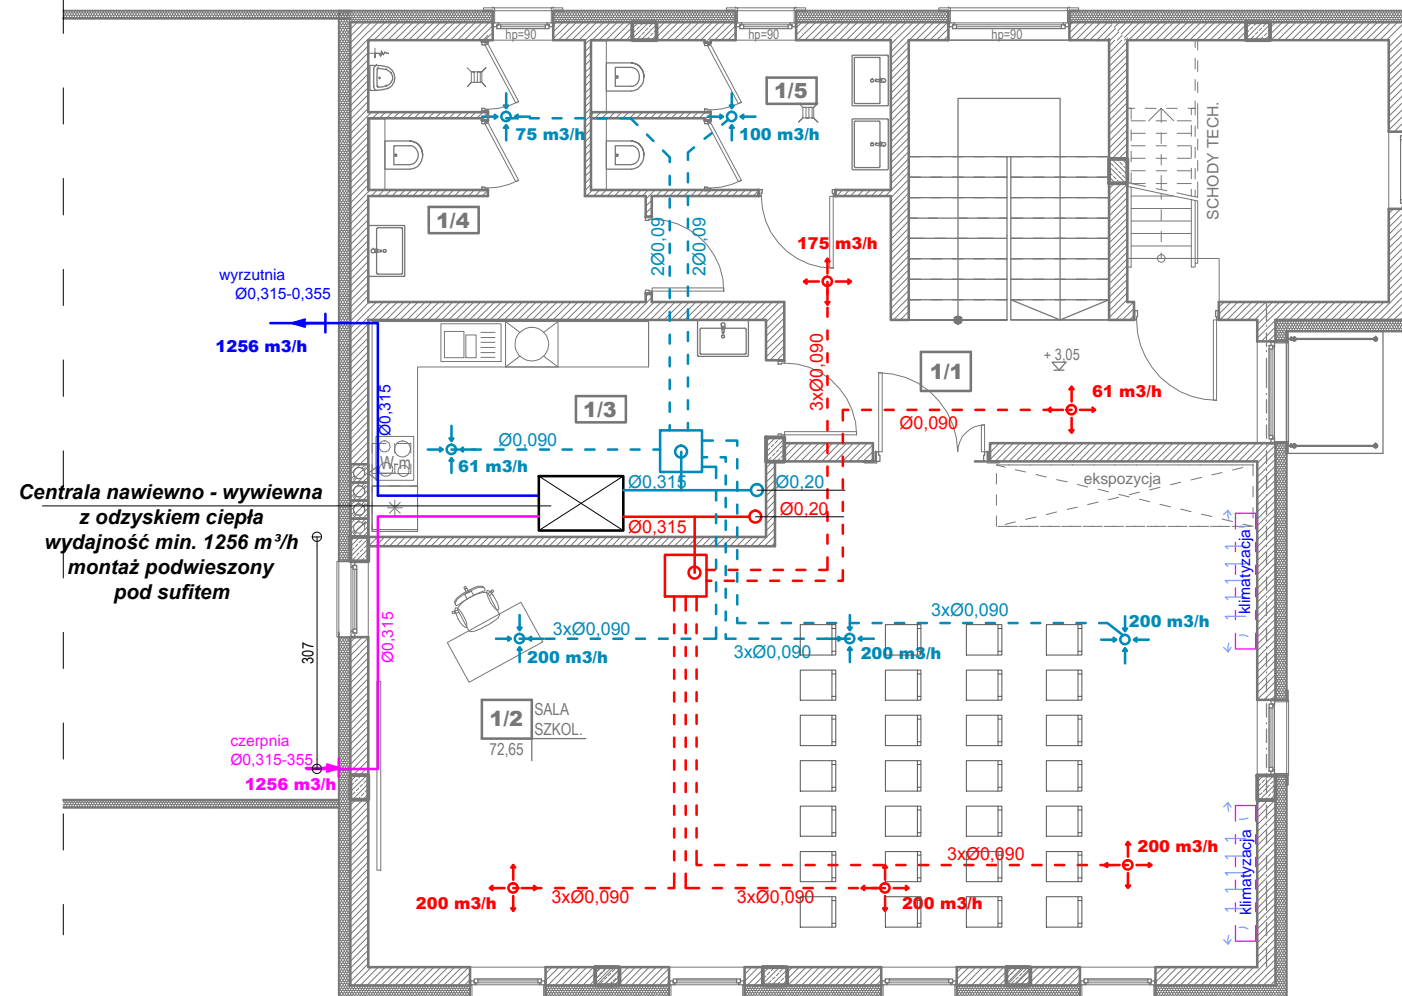 hp=90
hp=90
hp=90
1/5
75 m3/h
100 m3/h
SCHODY TECH.
1/4
2Ø0,09
2Ø0,09
175 m3/h
wyrzutnia
Ø0,315-0,355
1256 m3/h
3xØ0,090
+ 3,05
1/1
61 m3/h
Ø0,315
1/3
Ø0,090
Ø0,090
61 m3/h
Ø0,315
Ø0,20
ekspozycja
Centrala nawiewno - wywiewna
z odzyskiem ciepła
wydajność min. 1256 m³/h
montaż podwieszony
pod sufitem
Ø0,20
Ø0,315
klimatyzacja
307
Ø0,315
3xØ0,090
3xØ0,090
200 m3/h
3xØ0,090
200 m3/h
200 m3/h
1/2
SALA
SZKOL.
72,65
czerpnia
Ø0,315-355
1256 m3/h
klimatyzacja
3xØ0,090
200 m3/h
200 m3/h
3xØ0,090
3xØ0,090
200 m3/h